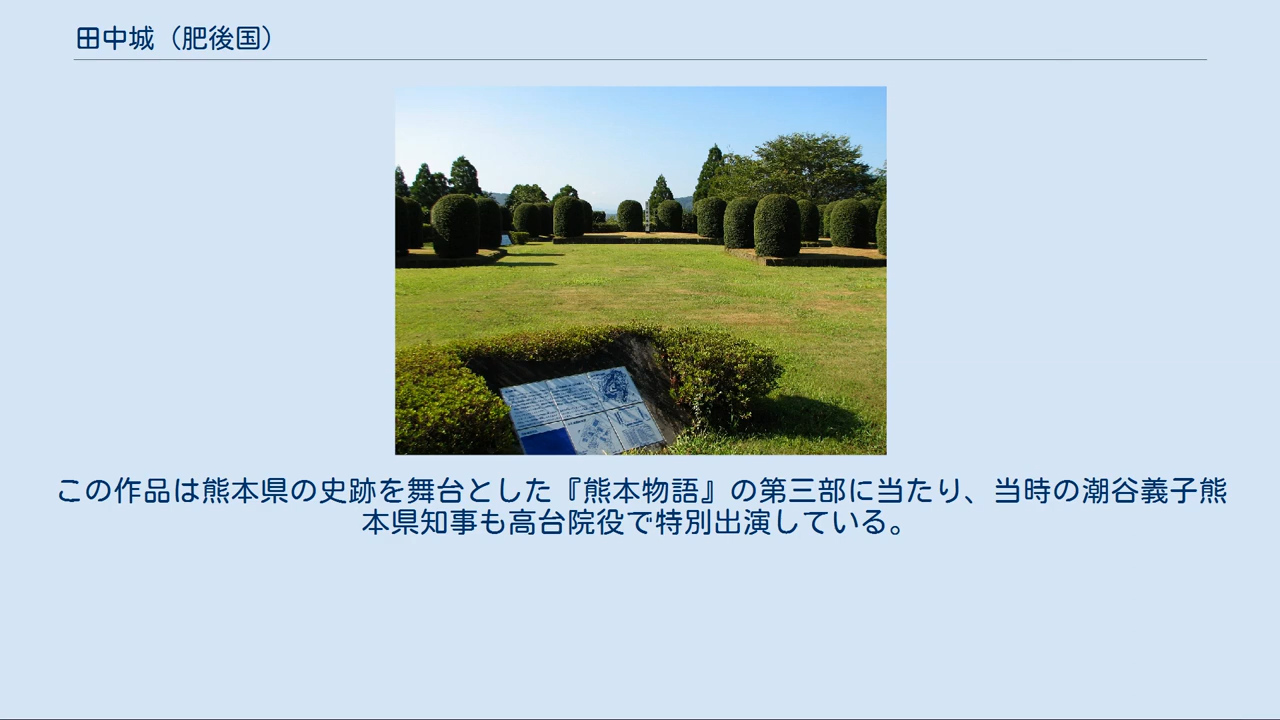 田中城（肥後国）
この作品は熊本県の史跡を舞台とした『熊本物語』の第三部に当たり、当時の潮谷義子熊
本県知事も高台院役で特別出演している。